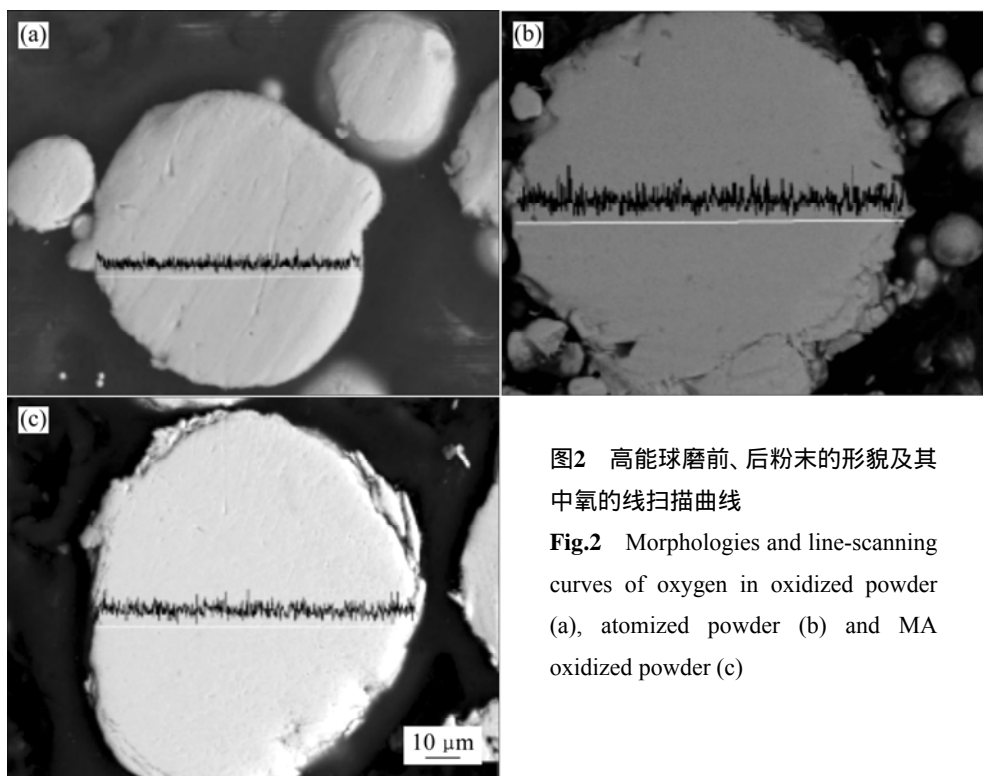 (a)
(b)
(c)
10 μm
图2 高能球磨前、后粉末的形貌及其
中氧的线扫描曲线
Fig.2 Morphologies and line-scanning
curves of oxygen in oxidized powder
(a), atomized powder (b) and MA
oxidized powder (c)